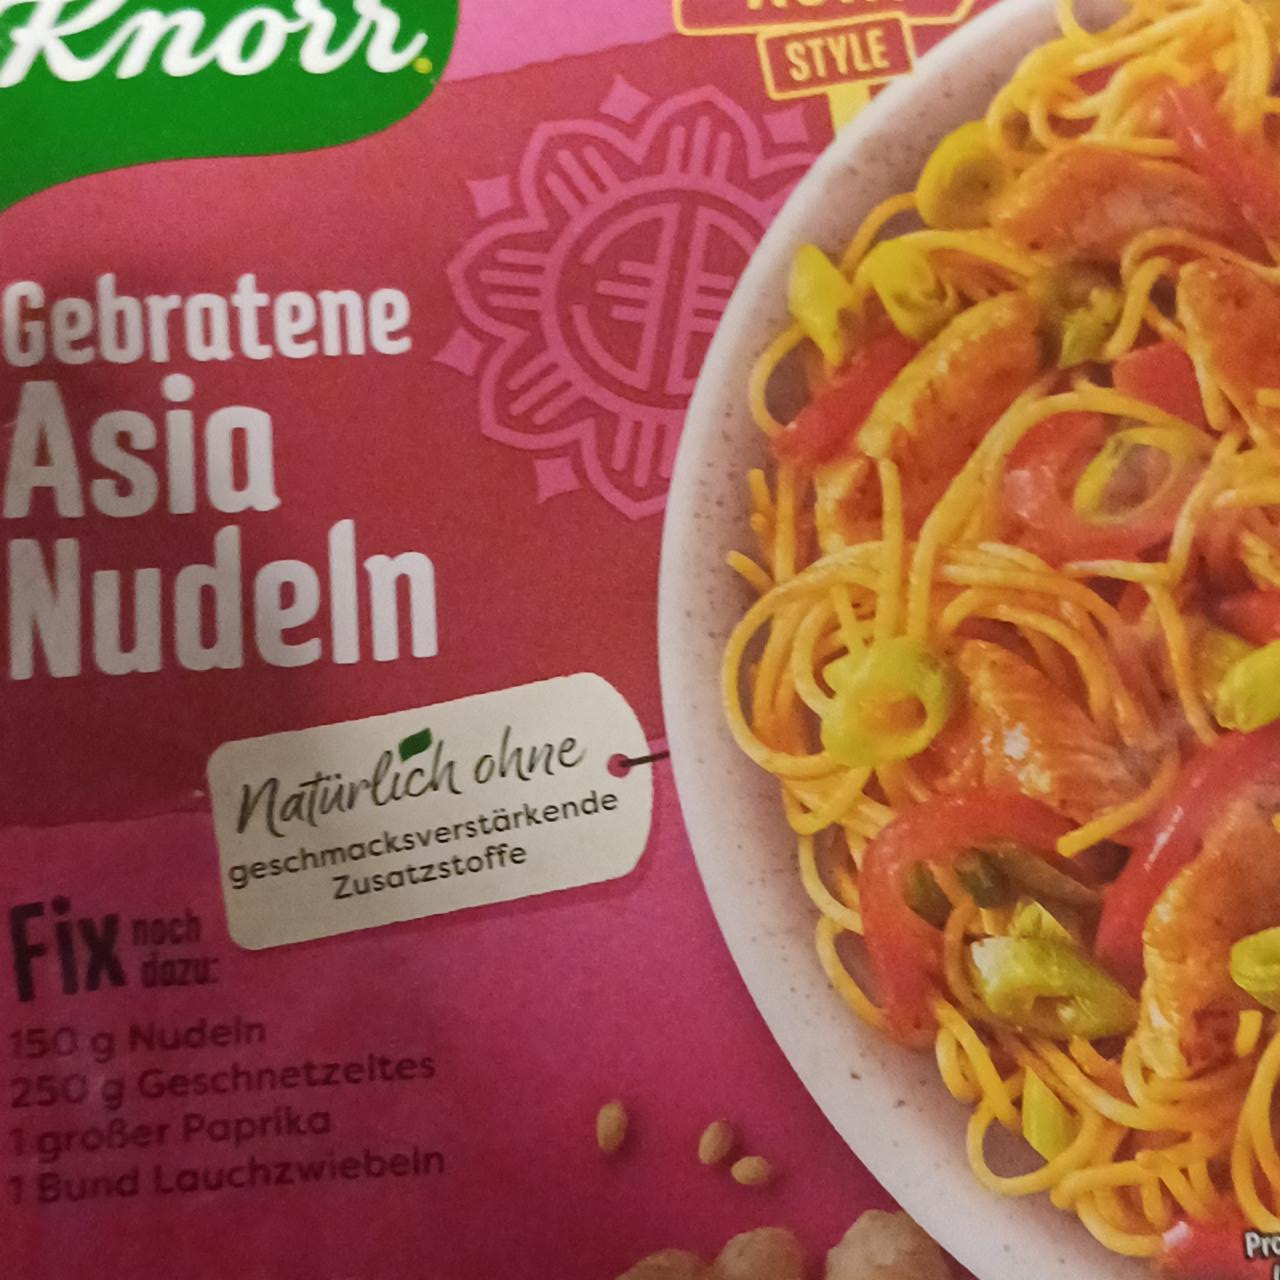 Knorr
STYLE
Gebratene
Asia
Nudeln
Natürlich ohne
geschmacksverstärkende
Zusatzstoffe
Fix noch
dazu:
150 g Nudeln
250 g Geschnetzeltes
1 großer Paprika
1 Bund Lauchzwiebeln